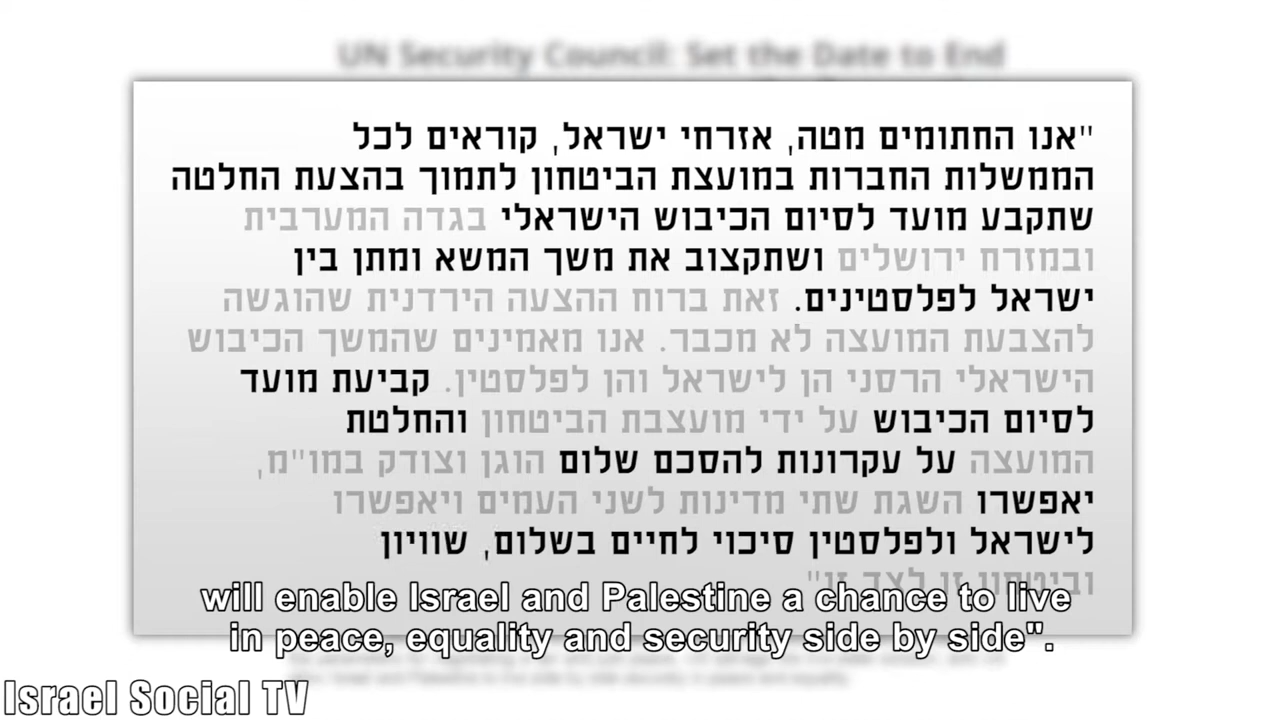 UN Security Council: Set the Date to End
"אנו החתומים מטה, אזרחי ישראל, קוראים לכל
הממשלות החברות במועצת הביטחון לתמוך בהצעת החלטה
שתקבע מועד לסיום הכיבוש הישראלי בגדה המערבית
ובמזרח ירושלים ושתקצוב את משך המשא ומתן בין
ישראל לפלסטינים. זאת ברוח ההצעה הירדנית שהוגשה
להצבעת המועצה לא מכבר. אנו מאמינים שהמשך הכיבוש
הישראלי הרסני הן לישראל והן לפלסטין. קביעת מועד
לסיום הכיבוש על ידי מועצבת הביטחון והחלטת
המועצה על עקרונות להסכם שלום הוגן וצודק במו"מ,
יאפשרו השגת שתי מדינות לשני העמים ויאפשרו
לישראל ולפלסטין סיכוי לחיים בשלום, שוויון
וביטחון זו לצד זו"
will enable Israel and Palestine a chance to live
in peace, equality and security side by side".
Israel Social TV